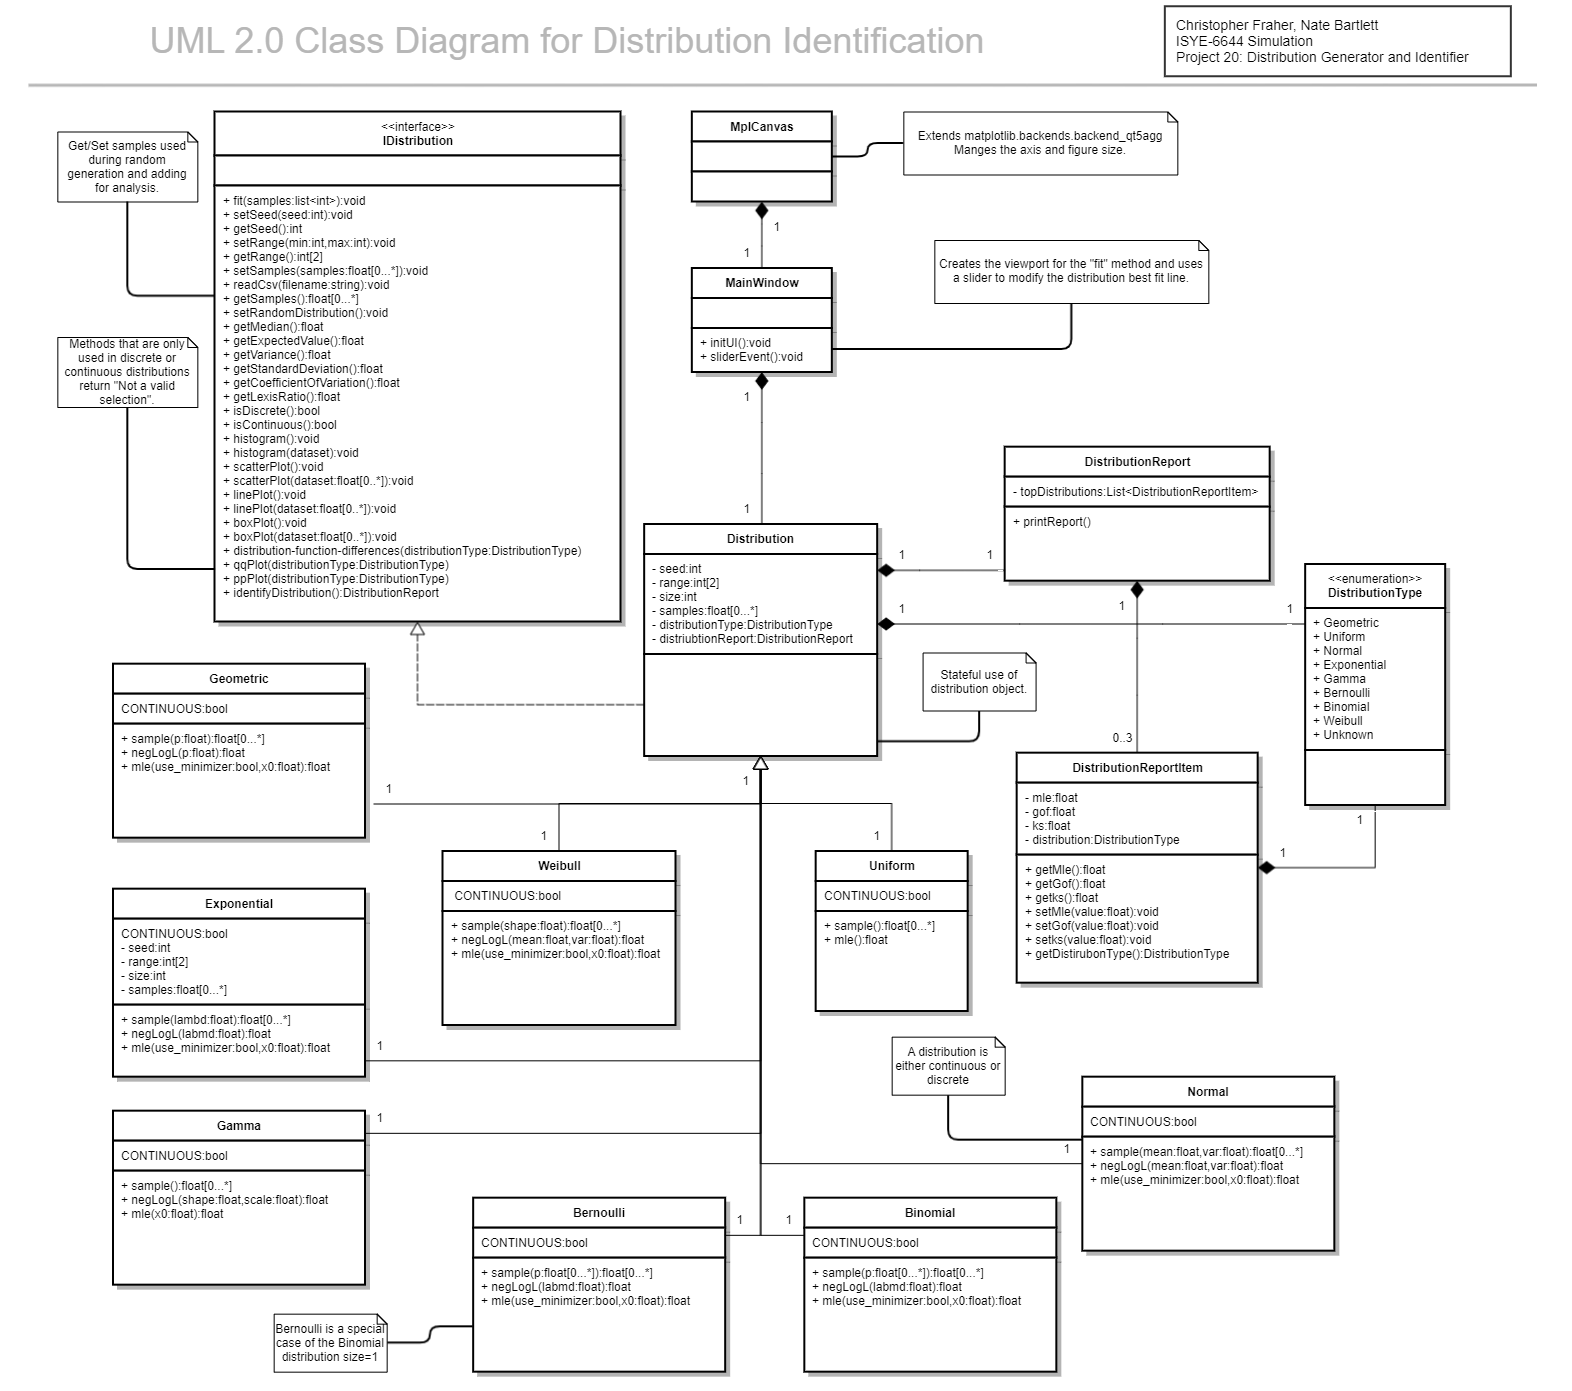 UML 2.0 Class Diagram for Distribution Identification
Christopher Fraher, Nate Bartlett
ISYE-6644 Simulation
Project 20: Distribution Generator and Identifier
Get/Set samples used
during random
generation and adding
for analysis.
Methods that are only
used in discrete or
continuous distributions
return "Not a valid
selection".
<<interface>>
IDistribution
+ fit(samples:list<int>):void
+ setSeed(seed:int):void
+ getSeed():int
+ setRange(min:int,max:int):void
+ getRange():int[2]
+ setSamples(samples:float[0...*]):void
+ readCsv(filename:string):void
+ getSamples():float[0...*]
+ setRandomDistribution():void
+ getMedian():float
+ getExpectedValue():float
+ getVariance():float
+ getStandardDeviation():float
+ getCoefficientOfVariation():float
+ getLexisRatio():float
+ isDiscrete():bool
+ isContinuous():bool
+ histogram():void
+ histogram(dataset):void
+ scatterPlot():void
+ scatterPlot(dataset:float[0..*]):void
+ linePlot():void
+ linePlot(dataset:float[0..*]):void
+ boxPlot():void
+ boxPlot(dataset:float[0..*]):void
+ distribution-function-differences(distributionType:DistributionType)
+ qqPlot(distributionType:DistributionType)
+ ppPlot(distributionType:DistributionType)
+ identifyDistribution():DistributionReport
MplCanvas
Extends matplotlib.backends.backend_qt5agg
Manges the axis and figure size.
1
1
MainWindow
+ initUI():void
+ sliderEvent():void
Creates the viewport for the "fit" method and uses
a slider to modify the distribution best fit line.
1
1
Distribution
- seed:int
- range:int[2]
- size:int
- samples:float[0...*]
- distributionType:DistributionType
- distriubtionReport:DistributionReport
1
1
1
1
DistributionReport
- topDistributions:List<DistributionReportItem>
+ printReport()
1
0..3
<<enumeration>>
DistributionType
+ Geometric
+ Uniform
+ Normal
+ Exponential
+ Gamma
+ Bernoulli
+ Binomial
+ Weibull
+ Unknown
Stateful use of
distribution object.
DistributionReportItem
- mle:float
- gof:float
- ks:float
- distribution:DistributionType
+ getMle():float
+ getGof():float
+ getks():float
+ setMle(value:float):void
+ setGof(value:float):void
+ setks(value:float):void
+ getDistirubonType():DistributionType
1
1
Geometric
CONTINUOUS:bool
+ sample(p:float):float[0...*]
+ negLogL(p:float):float
+ mle(use_minimizer:bool,x0:float):float
1
1
1
1
Weibull
CONTINUOUS:bool
+ sample(shape:float):float[0...*]
+ negLogL(mean:float,var:float):float
+ mle(use_minimizer:bool,x0:float):float
Uniform
CONTINUOUS:bool
+ sample():float[0...*]
+ mle():float
Exponential
CONTINUOUS:bool
- seed:int
- range:int[2]
- size:int
- samples:float[0...*]
+ sample(lambd:float):float[0...*]
+ negLogL(labmd:float):float
+ mle(use_minimizer:bool,x0:float):float
1
A distribution is
either continuous or
discrete
Normal
CONTINUOUS:bool
+ sample(mean:float,var:float):float[0...*]
+ negLogL(mean:float,var:float):float
+ mle(use_minimizer:bool,x0:float):float
1
Gamma
CONTINUOUS:bool
+ sample():float[0...*]
+ negLogL(shape:float,scale:float):float
+ mle(x0:float):float
1
Bernoulli
CONTINUOUS:bool
+ sample(p:float[0...*]):float[0...*]
+ negLogL(labmd:float):float
+ mle(use_minimizer:bool,x0:float):float
1
1
Binomial
CONTINUOUS:bool
+ sample(p:float[0...*]):float[0...*]
+ negLogL(labmd:float):float
+ mle(use_minimizer:bool,x0:float):float
Bernoulli is a special
case of the Binomial
distribution size=1